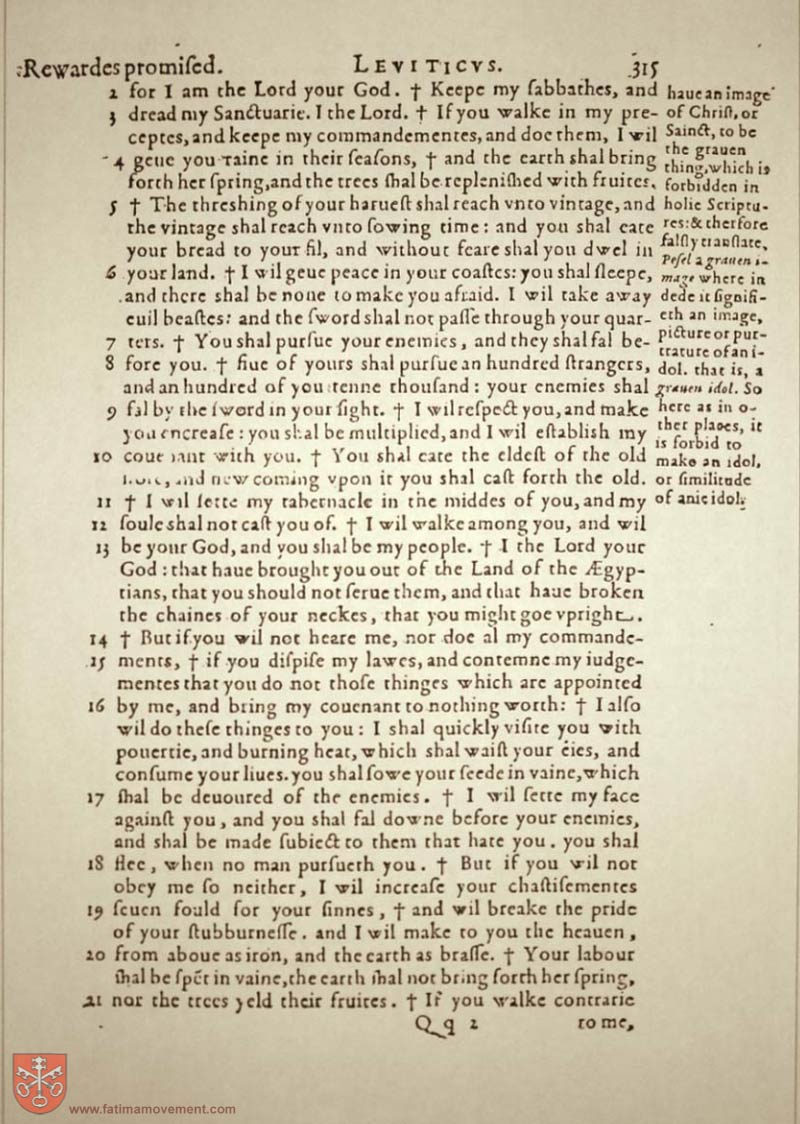 Rewardes promiſed. LEVITICVS. 315
2 for I am the Lord your God. † Keepe my ſabbathes, and
3 dread my Sanctuarie. I the Lord. † If you walke in my pre-
ceptes, and keepe my commandementes, and doe them, I wil
4 geue you raine in their ſeaſons, † and the earth shal bring
forth her ſpring, and the trees ſhal be repleniſhed with fruites.
5 † The threshing of your harueſt shal reach vnto vintage, and
the vintage shal reach vnto ſowing time: and you shal eate
your bread to your fil, and without feare shal you dwel in
6 your land. † I wil geue peace in your coaſtes: you shal ſleepe,
and there shal be none to make you afraid. I wil take away
euil beaſtes: and the ſword shal not paſſe through your quar-
7 ters. † You shal purſue your enemies, and they shal fal be-
8 fore you. † fiue of yours shal purſue an hundred ſtrangers,
and an hundred of you tenne thouſand: your enemies shal
9 fal by the ſword in your ſight. † I wil reſpect you, and make
you encreaſe: you shal be multiplied, and I wil eſtablish my
10 couenant with you. † You shal eate the eldeſt of the old
and new coming vpon it you shal caſt forth the old.
11 † I wil ſette my tabernacle in the middes of you, and my
12 ſoule shal not caſt you of. † I wil walke among you, and wil
13 be your God, and you shal be my people. † I the Lord your
God: that haue brought you out of the Land of the Ægyp-
tians, that you should not ſerue them, and that haue broken
the chaines of your neckes, that you might goe vpright.
14 † But if you wil not heare me, nor doe al my commande-
15 ments, † if you diſpiſe my lawes, and contemne my iudge-
mentes that you do not thoſe thinges which are appointed
16 by me, and bring my couenant to nothing worth: † I alſo
wil do theſe thinges to you: I shal quickly viſite you with
pouertie, and burning heat, which shal waiſt your eies, and
conſume your liues. you shal ſowe your ſeede in vaine, which
17 ſhal be deuoured of the enemies. † I wil ſette my face
againſt you, and you shal fal downe before your enemies,
and shal be made ſubiect to them that hate you. you shal
18 flee, when no man purſueth you. † But if you wil not
obey me ſo neither, I wil increaſe your chaſtiſementes
19 ſeuen fould for your ſinnes, † and wil breake the pride
of your ſtubburneſſe. and I wil make to you the heauen,
20 from aboue as iron, and the earth as braſſe. † Your labour
ſhal be ſpẽt in vaine, the earth ſhal not bring forth her ſpring,
21 nor the trees yeld their fruites. † If you walke contrarie
Qq 2 to me,
haue an image
of Chriſt, or
Sainct, to be
the grauen
thing, which is
forbidden in
holie Scriptu-
res: & therfore
falſly tranſlate,
Peſel a grauen i-
mage where in
dede it ſignifi-
eth an image,
picture or pur-
trature of an i-
dol. that is, a
grauen idol. So
here as in o-
ther places, it
is forbid to
make an idol,
or ſimilitude
of anie idol.
www.fatimamovement.com